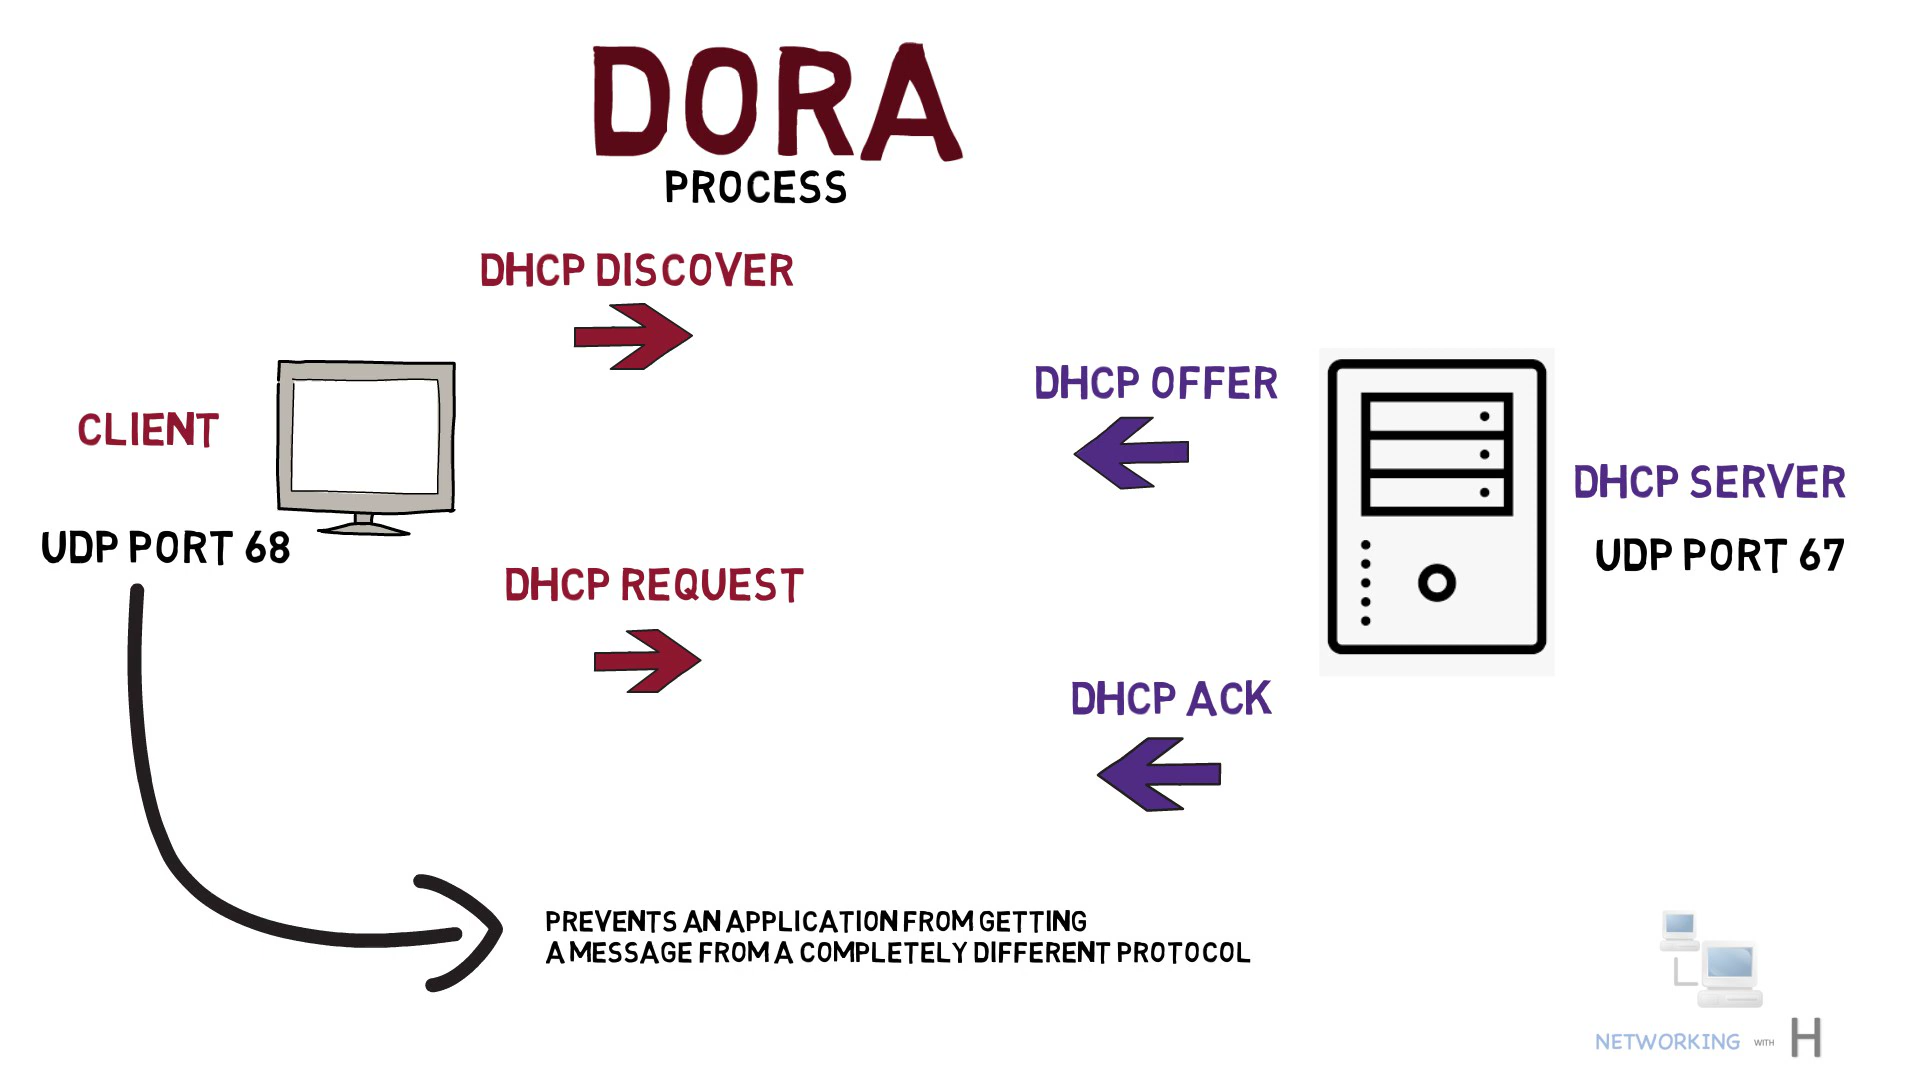 DORA
PROCESS
DHCP DISCOVER
DHCP OFFER
CLIENT
DHCP SERVER
UDP PORT 68
UDP PORT 67
DHCP REQUEST
DHCP ACK
PREVENTS AN APPLICATION FROM GETTING
A MESSAGE FROM A COMPLETELY DIFFERENT PROTOCOL
NETWORKING WITH H